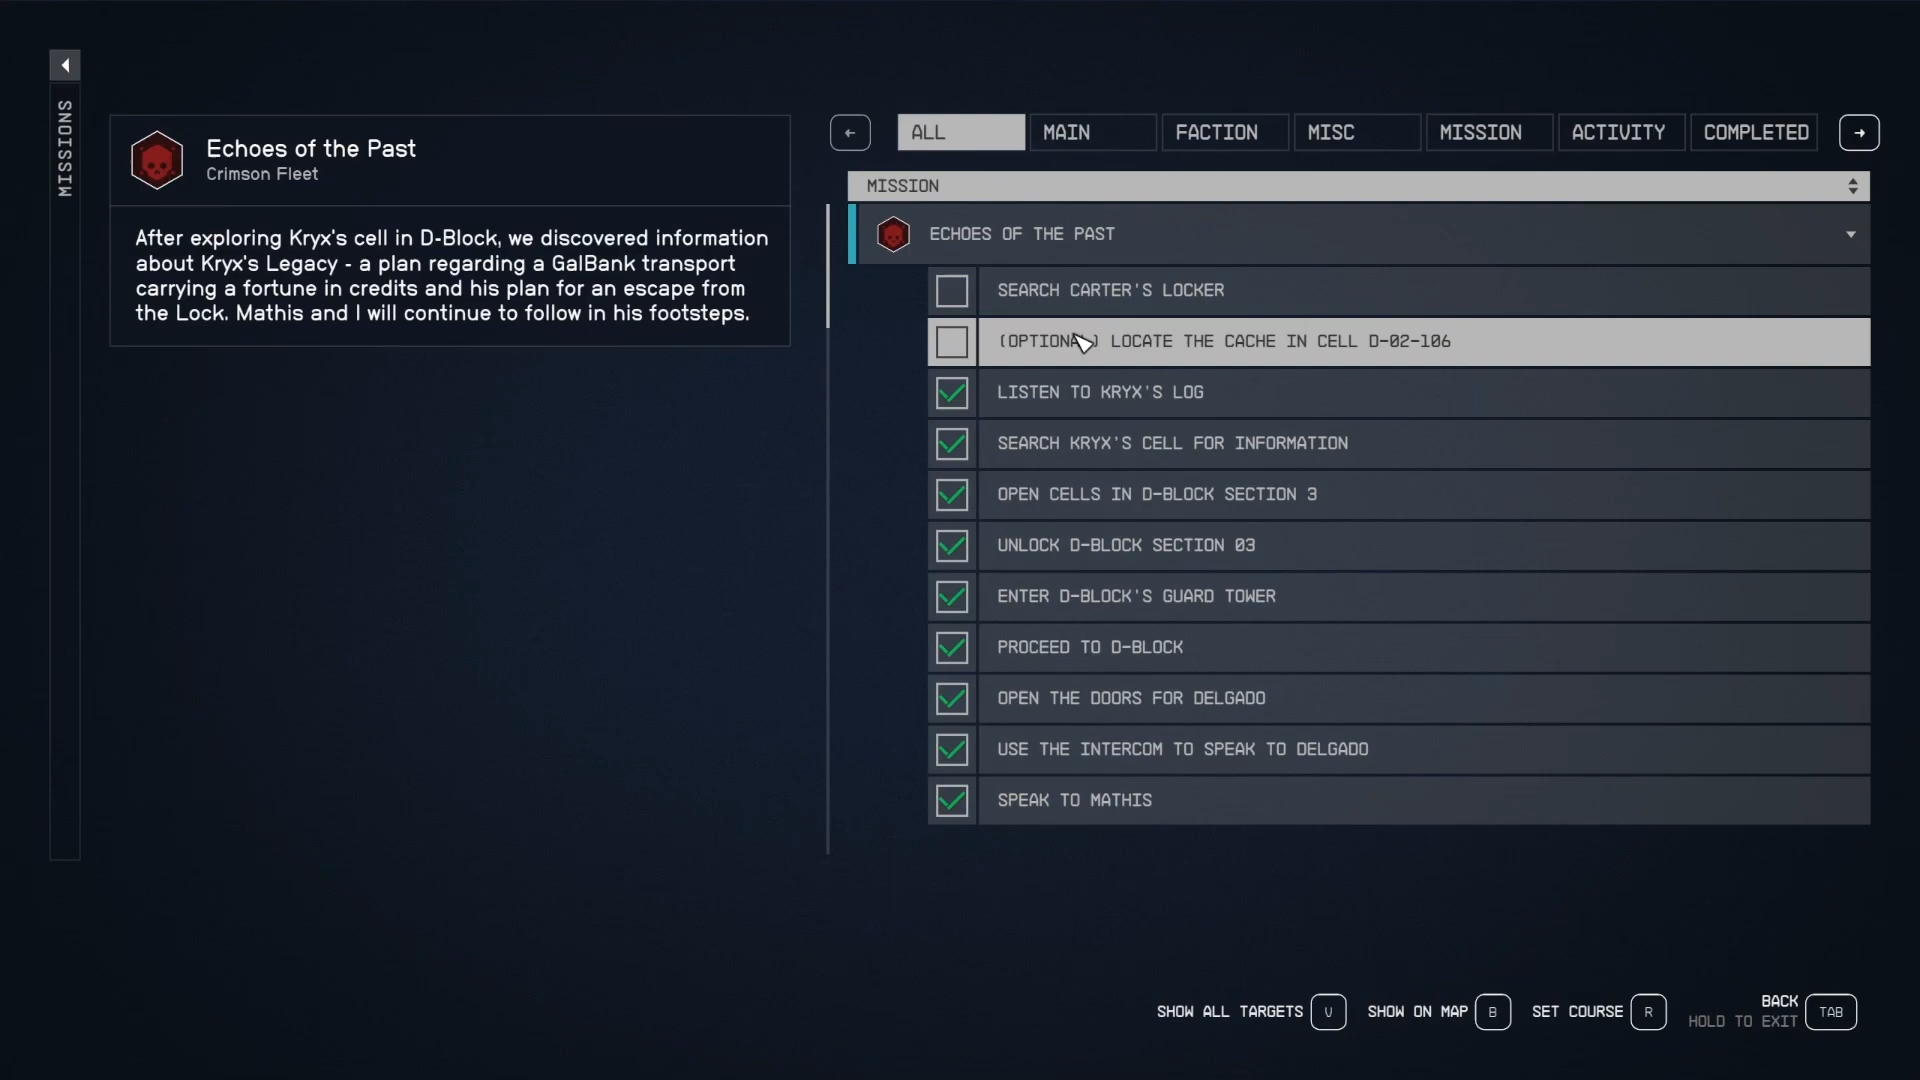 MISSIONS
Echoes of the Past
Crimson Fleet
After exploring Kryx's cell in D-Block, we discovered information
about Kryx's Legacy - a plan regarding a GalBank transport
carrying a fortune in credits and his plan for an escape from
the Lock. Mathis and I will continue to follow in his footsteps.
ALL MAIN FACTION MISC MISSION ACTIVITY COMPLETED
MISSION
ECHOES OF THE PAST
SEARCH CARTER'S LOCKER
(OPTIONAL) LOCATE THE CACHE IN CELL D-02-106
LISTEN TO KRYX'S LOG
SEARCH KRYX'S CELL FOR INFORMATION
OPEN CELLS IN D-BLOCK SECTION 3
UNLOCK D-BLOCK SECTION 03
ENTER D-BLOCK'S GUARD TOWER
PROCEED TO D-BLOCK
OPEN THE DOORS FOR DELGADO
USE THE INTERCOM TO SPEAK TO DELGADO
SPEAK TO MATHIS
SHOW ALL TARGETS V SHOW ON MAP B SET COURSE R BACK TAB
HOLD TO EXIT